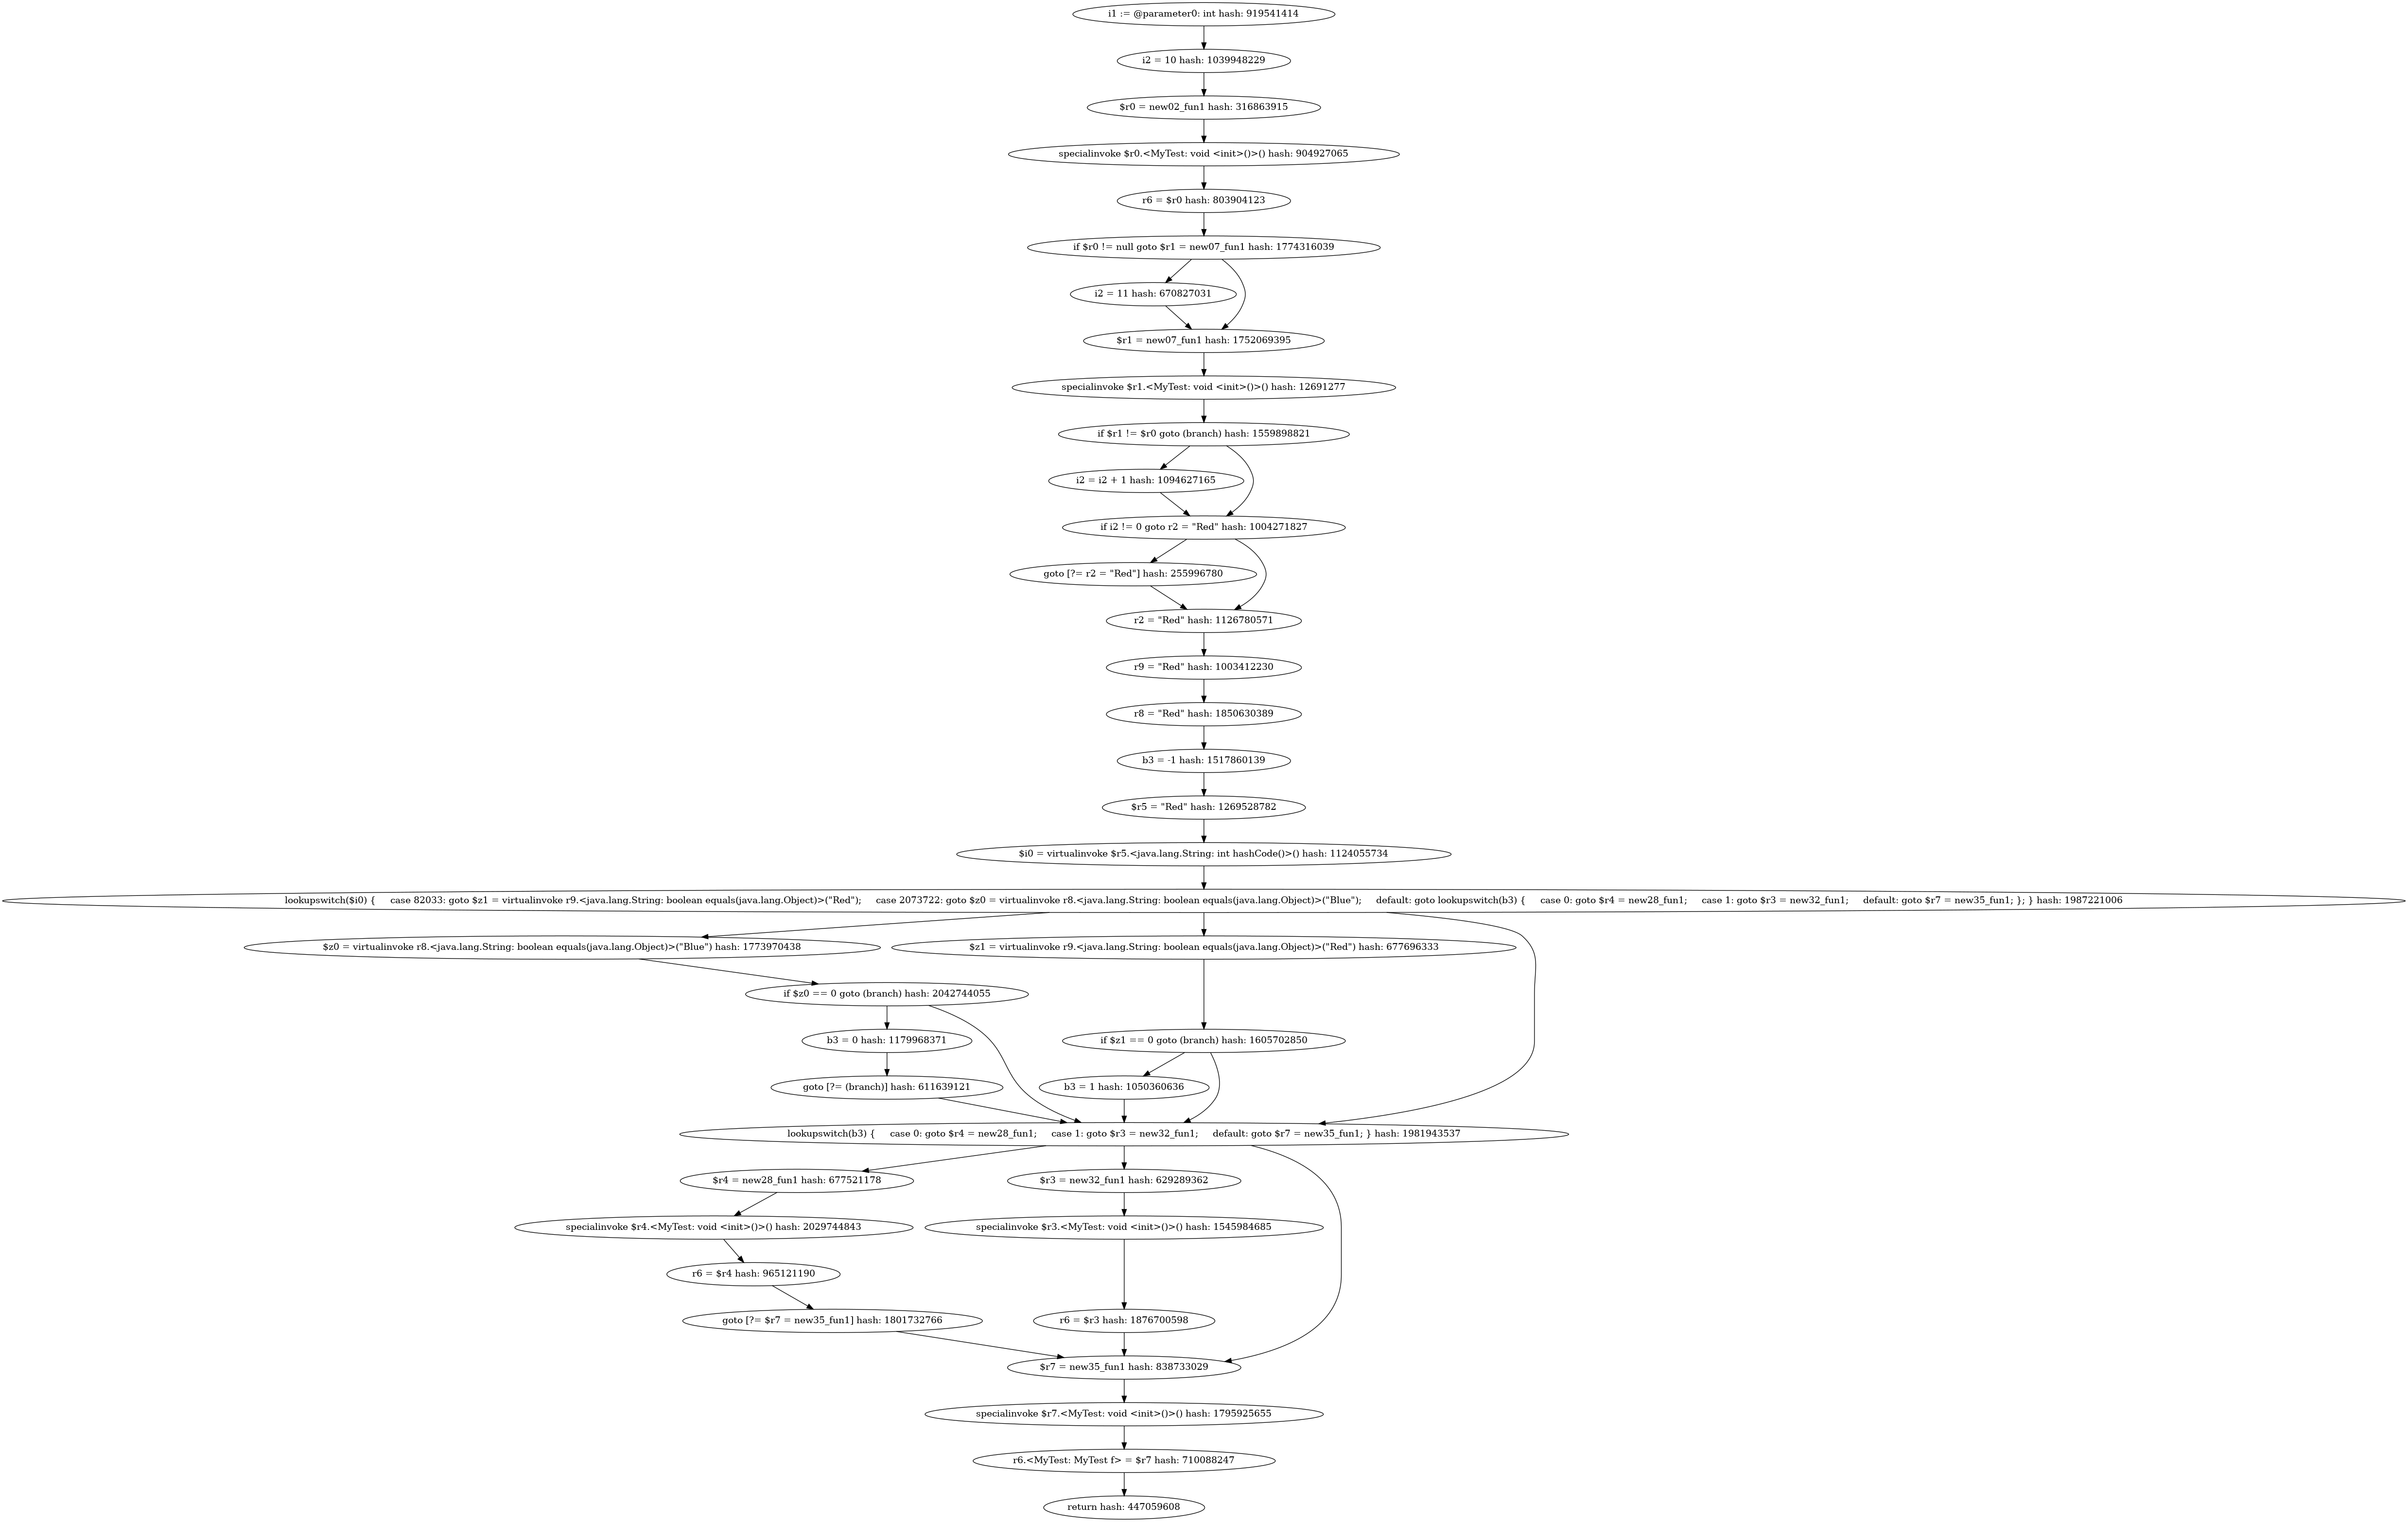 i1 := @parameter0: int hash: 919541414
i2 = 10 hash: 1039948229
$r0 = new02_fun1 hash: 316863915
specialinvoke $r0.<MyTest: void <init>()>() hash: 904927065
r6 = $r0 hash: 803904123
if $r0 != null goto $r1 = new07_fun1 hash: 1774316039
i2 = 11 hash: 670827031
$r1 = new07_fun1 hash: 1752069395
specialinvoke $r1.<MyTest: void <init>()>() hash: 12691277
if $r1 != $r0 goto (branch) hash: 1559898821
i2 = i2 + 1 hash: 1094627165
if i2 != 0 goto r2 = "Red" hash: 1004271827
goto [?= r2 = "Red"] hash: 255996780
r2 = "Red" hash: 1126780571
r9 = "Red" hash: 1003412230
r8 = "Red" hash: 1850630389
b3 = -1 hash: 1517860139
$r5 = "Red" hash: 1269528782
$i0 = virtualinvoke $r5.<java.lang.String: int hashCode()>() hash: 1124055734
lookupswitch($i0) {     case 82033: goto $z1 = virtualinvoke r9.<java.lang.String: boolean equals(java.lang.Object)>("Red");     case 2073722: goto $z0 = virtualinvoke r8.<java.lang.String: boolean equals(java.lang.Object)>("Blue");     default: goto lookupswitch(b3) {     case 0: goto $r4 = new28_fun1;     case 1: goto $r3 = new32_fun1;     default: goto $r7 = new35_fun1; }; } hash: 1987221006
$z0 = virtualinvoke r8.<java.lang.String: boolean equals(java.lang.Object)>("Blue") hash: 1773970438
$z1 = virtualinvoke r9.<java.lang.String: boolean equals(java.lang.Object)>("Red") hash: 677696333
if $z0 == 0 goto (branch) hash: 2042744055
b3 = 0 hash: 1179968371
if $z1 == 0 goto (branch) hash: 1605702850
goto [?= (branch)] hash: 611639121
b3 = 1 hash: 1050360636
lookupswitch(b3) {     case 0: goto $r4 = new28_fun1;     case 1: goto $r3 = new32_fun1;     default: goto $r7 = new35_fun1; } hash: 1981943537
$r4 = new28_fun1 hash: 677521178
$r3 = new32_fun1 hash: 629289362
specialinvoke $r4.<MyTest: void <init>()>() hash: 2029744843
specialinvoke $r3.<MyTest: void <init>()>() hash: 1545984685
r6 = $r4 hash: 965121190
goto [?= $r7 = new35_fun1] hash: 1801732766
r6 = $r3 hash: 1876700598
$r7 = new35_fun1 hash: 838733029
specialinvoke $r7.<MyTest: void <init>()>() hash: 1795925655
r6.<MyTest: MyTest f> = $r7 hash: 710088247
return hash: 447059608